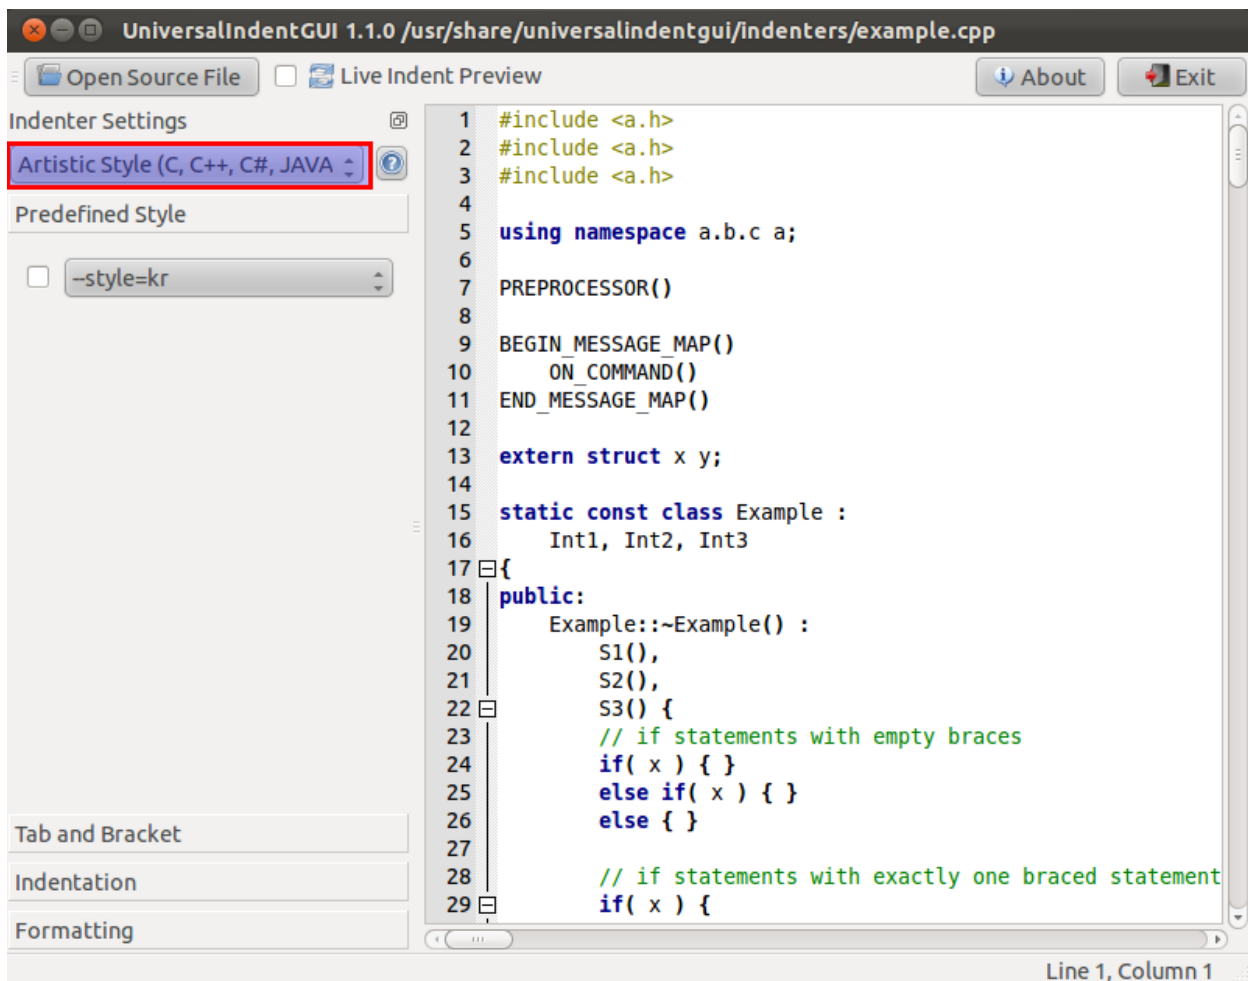 UniversalIndentGUI 1.1.0 /usr/share/universalindentgui/indenters/example.cpp
Open Source File Live Indent Preview About Exit
Indenter Settings
Artistic Style (C, C++, C#, JAVA
Predefined Style
--style=kr
Tab and Bracket
Indentation
Formatting
1 #include <a.h>
2 #include <a.h>
3 #include <a.h>
4
5 using namespace a.b.c a;
6
7 PREPROCESSOR()
8
9 BEGIN_MESSAGE_MAP()
10     ON_COMMAND()
11 END_MESSAGE_MAP()
12
13 extern struct x y;
14
15 static const class Example :
16     Int1, Int2, Int3
17 {
18 public:
19     Example::~Example() :
20         S1(),
21         S2(),
22         S3() {
23         // if statements with empty braces
24         if( x ) { }
25         else if( x ) { }
26         else { }
27
28         // if statements with exactly one braced statement
29         if( x ) {
Line 1, Column 1